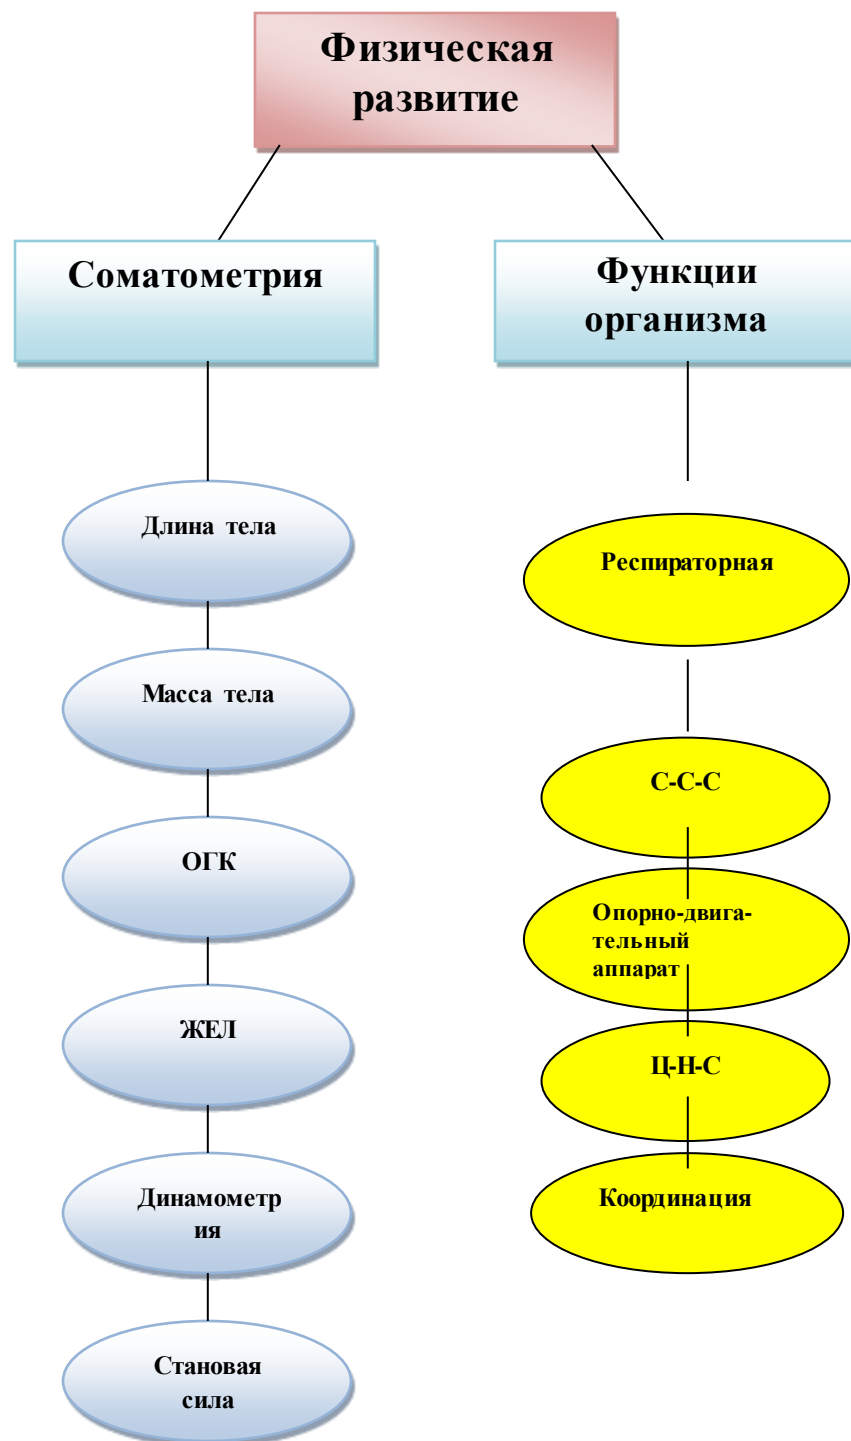 Физическая
развитие
Соматометрия
Функции
организма
Длина тела
Масса тела
ОГК
ЖЕЛ
Динамометр
ия
Становая
сила
Респираторная
С-С-С
Опорно-двига-
тельный
аппарат
Ц-Н-С
Координация